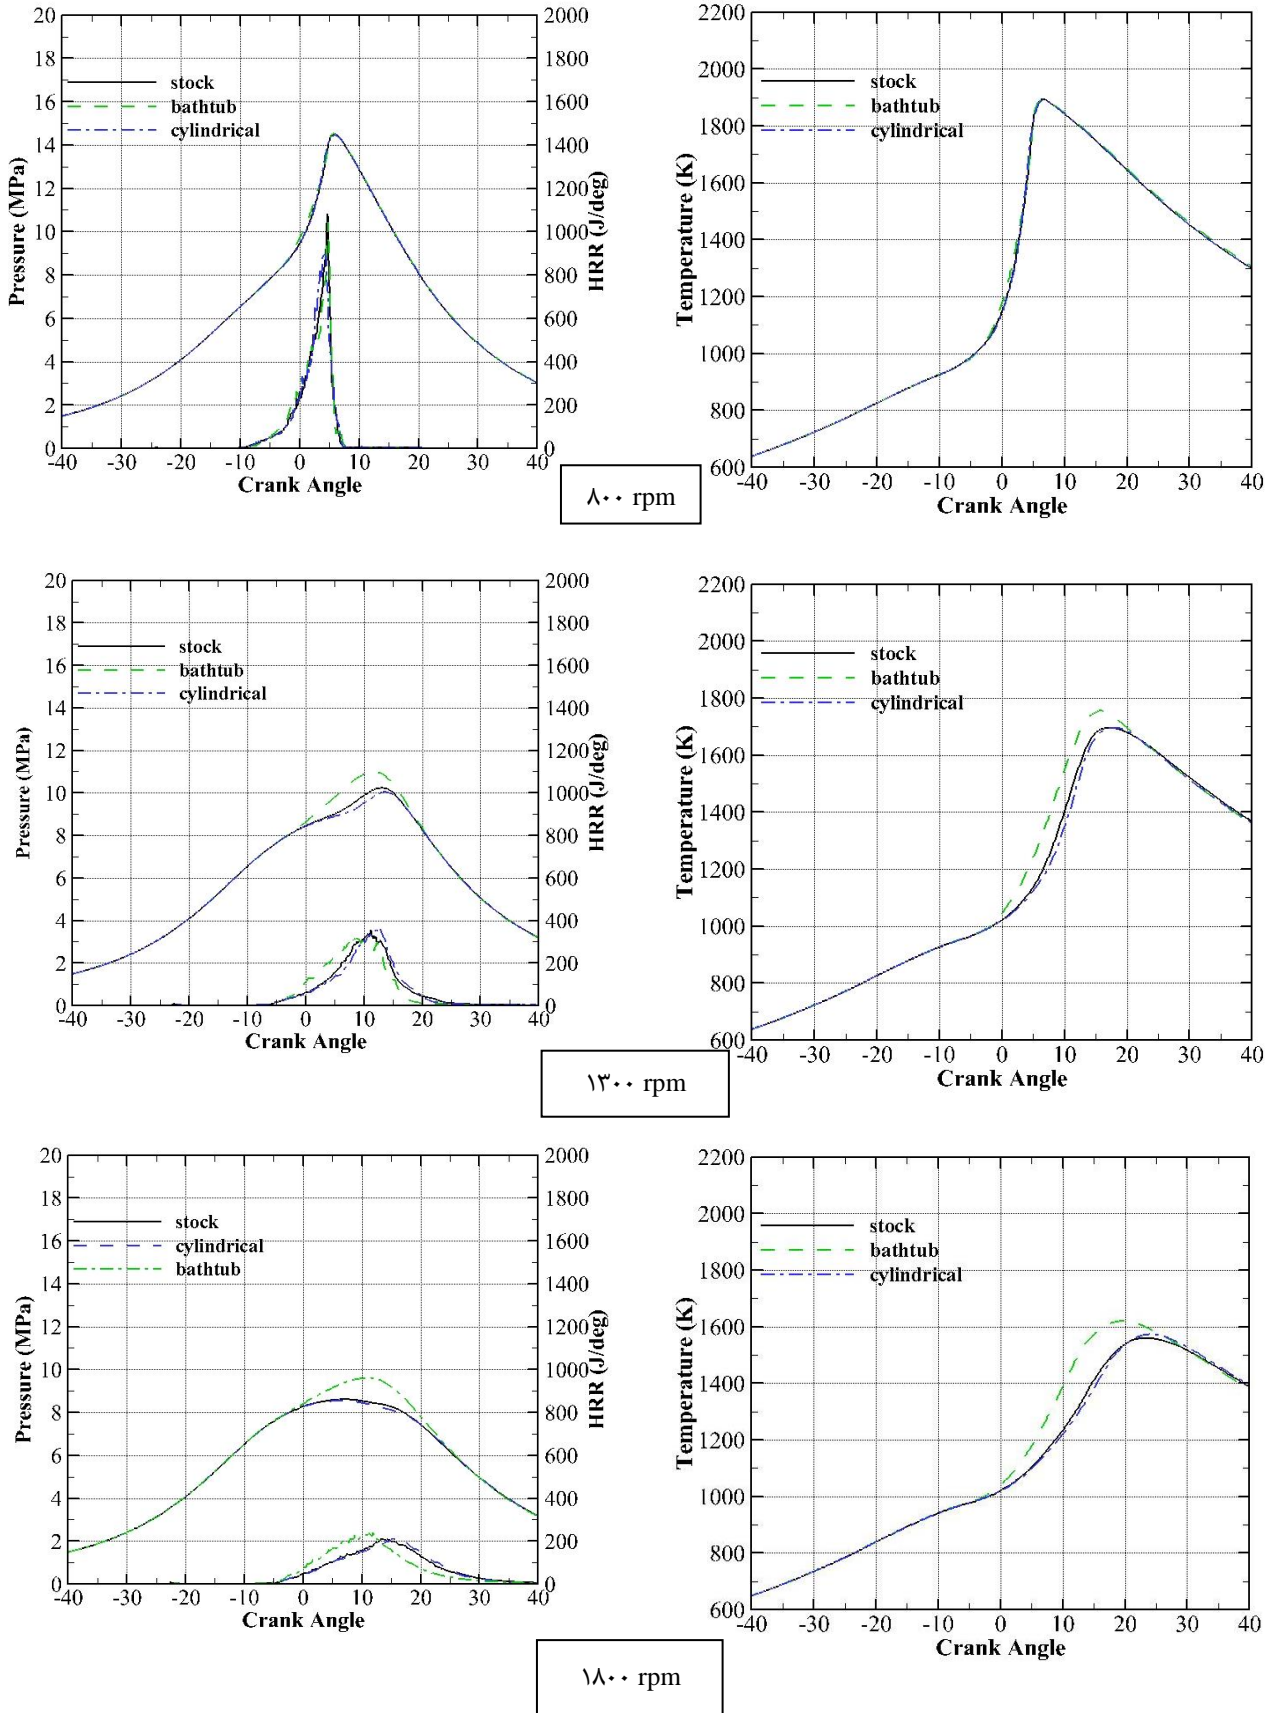 20
18
16
14
12
10
8
6
4
2
0
Pressure (MPa)
2000
1800
1600
1400
1200
1000
800
600
400
200
0
HRR (J/deg)
stock
bathtub
cylindrical
-40 -30 -20 -10 0 10 20 30 40
Crank Angle
2200
2000
1800
1600
1400
1200
1000
800
600
Temperature (K)
stock
bathtub
cylindrical
-40 -30 -20 -10 0 10 20 30 40
Crank Angle
۸۰۰ rpm
20
18
16
14
12
10
8
6
4
2
0
Pressure (MPa)
2000
1800
1600
1400
1200
1000
800
600
400
200
0
HRR (J/deg)
stock
bathtub
cylindrical
-40 -30 -20 -10 0 10 20 30 40
Crank Angle
2200
2000
1800
1600
1400
1200
1000
800
600
Temperature (K)
stock
bathtub
cylindrical
-40 -30 -20 -10 0 10 20 30 40
Crank Angle
۱۳۰۰ rpm
20
18
16
14
12
10
8
6
4
2
0
Pressure (MPa)
2000
1800
1600
1400
1200
1000
800
600
400
200
0
HRR (J/deg)
stock
cylindrical
bathtub
-40 -30 -20 -10 0 10 20 30 40
Crank Angle
2200
2000
1800
1600
1400
1200
1000
800
600
Temperature (K)
stock
bathtub
cylindrical
-40 -30 -20 -10 0 10 20 30 40
Crank Angle
۱۸۰۰ rpm